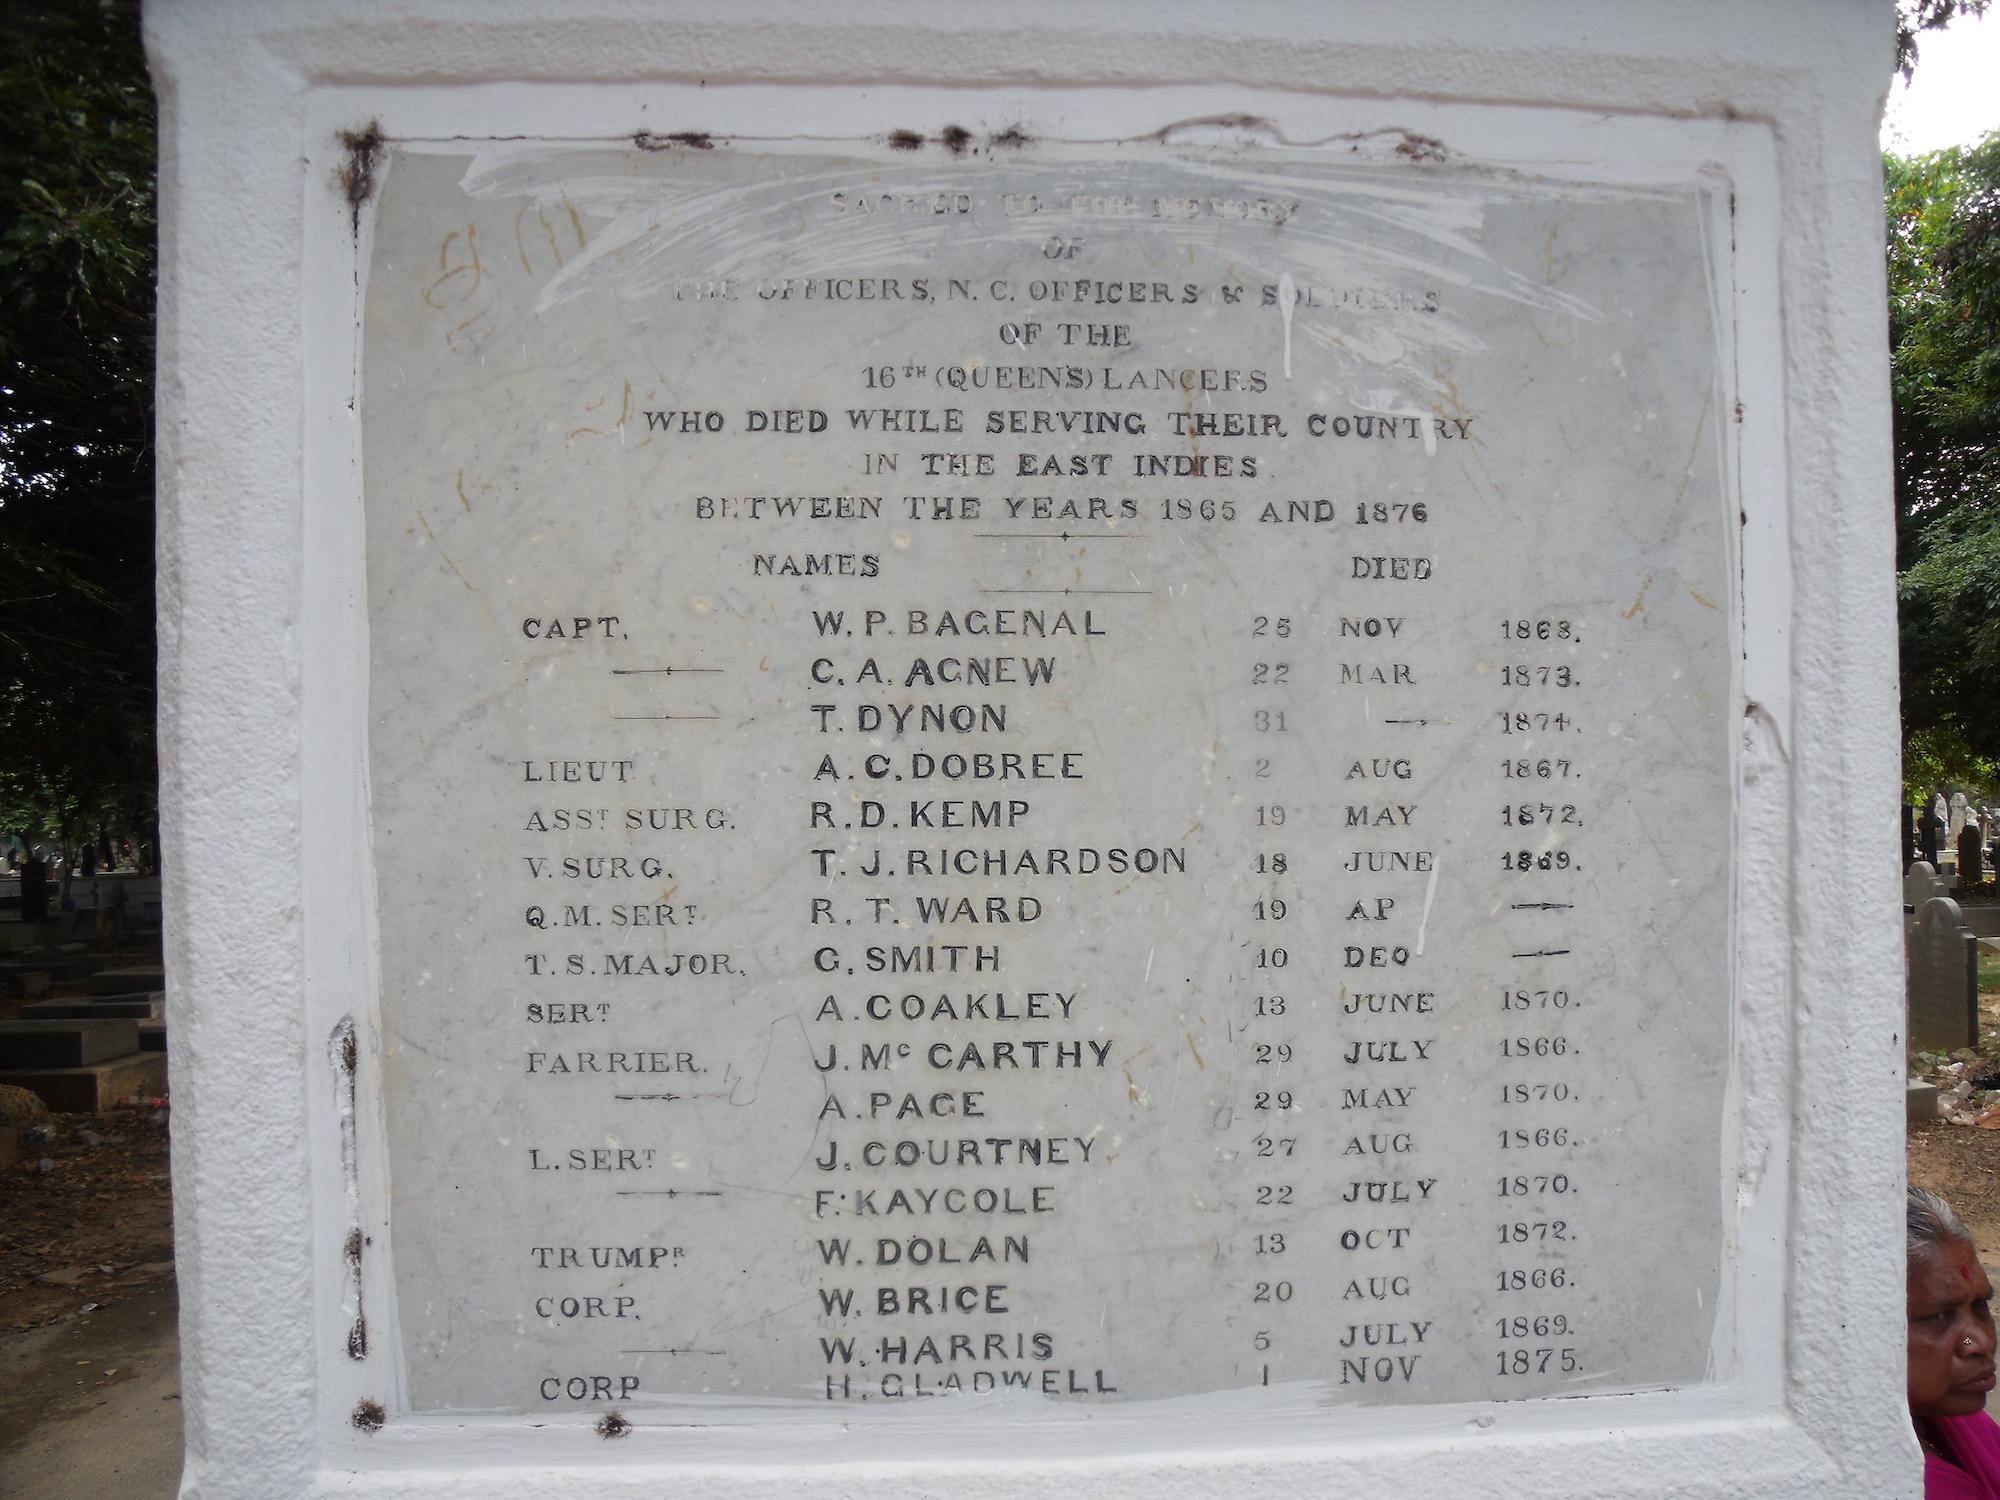 SACRED TO THE MEMORY
OF
THE OFFICERS, N. C. OFFICERS & SOLDIERS
OF THE
16TH (QUEENS) LANCERS
WHO DIED WHILE SERVING THEIR COUNTRY
IN THE EAST INDIES
BETWEEN THE YEARS 1865 AND 1876
NAMES DIED
CAPT. W. P. BAGENAL 25 NOV 1868.
C. A. AGNEW 22 MAR 1873.
T. DYNON 31 — 1874.
LIEUT A. C. DOBREE 2 AUG 1867.
ASST SURG. R. D. KEMP 19 MAY 1872.
V. SURG. T. J. RICHARDSON 18 JUNE 1869.
Q. M. SERT R. T. WARD 19 AP —
T. S. MAJOR. G. SMITH 10 DEC —
SERT A. COAKLEY 13 JUNE 1870.
FARRIER. J. Mc CARTHY 29 JULY 1866.
— A. PAGE 29 MAY 1870.
L. SERT J. COURTNEY 27 AUG 1866.
— F. KAYCOLE 22 JULY 1870.
TRUMPR W. DOLAN 13 OCT 1872.
CORP. W. BRICE 20 AUG 1866.
— W. HARRIS 5 JULY 1869.
CORP H. GLADWELL 1 NOV 1875.